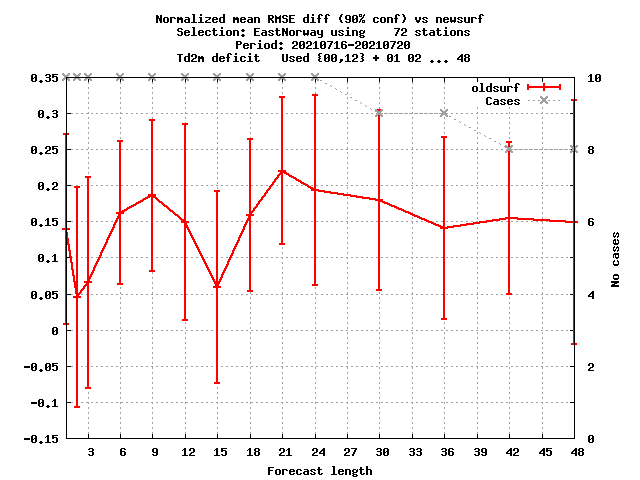 Normalized mean RMSE diff (90% conf) vs newsurf
Selection: EastNorway using    72 stations
Period: 20210716-20210720
Td2m deficit   Used {00,12} + 01 02 ... 48
0,35
0,3
0,25
0,2
0,15
0,1
0,05
0
-0,05
-0,1
-0,15
10
8
6
4
2
0
No cases
oldsurf
Cases
3 6 9 12 15 18 21 24 27 30 33 36 39 42 45 48
Forecast length